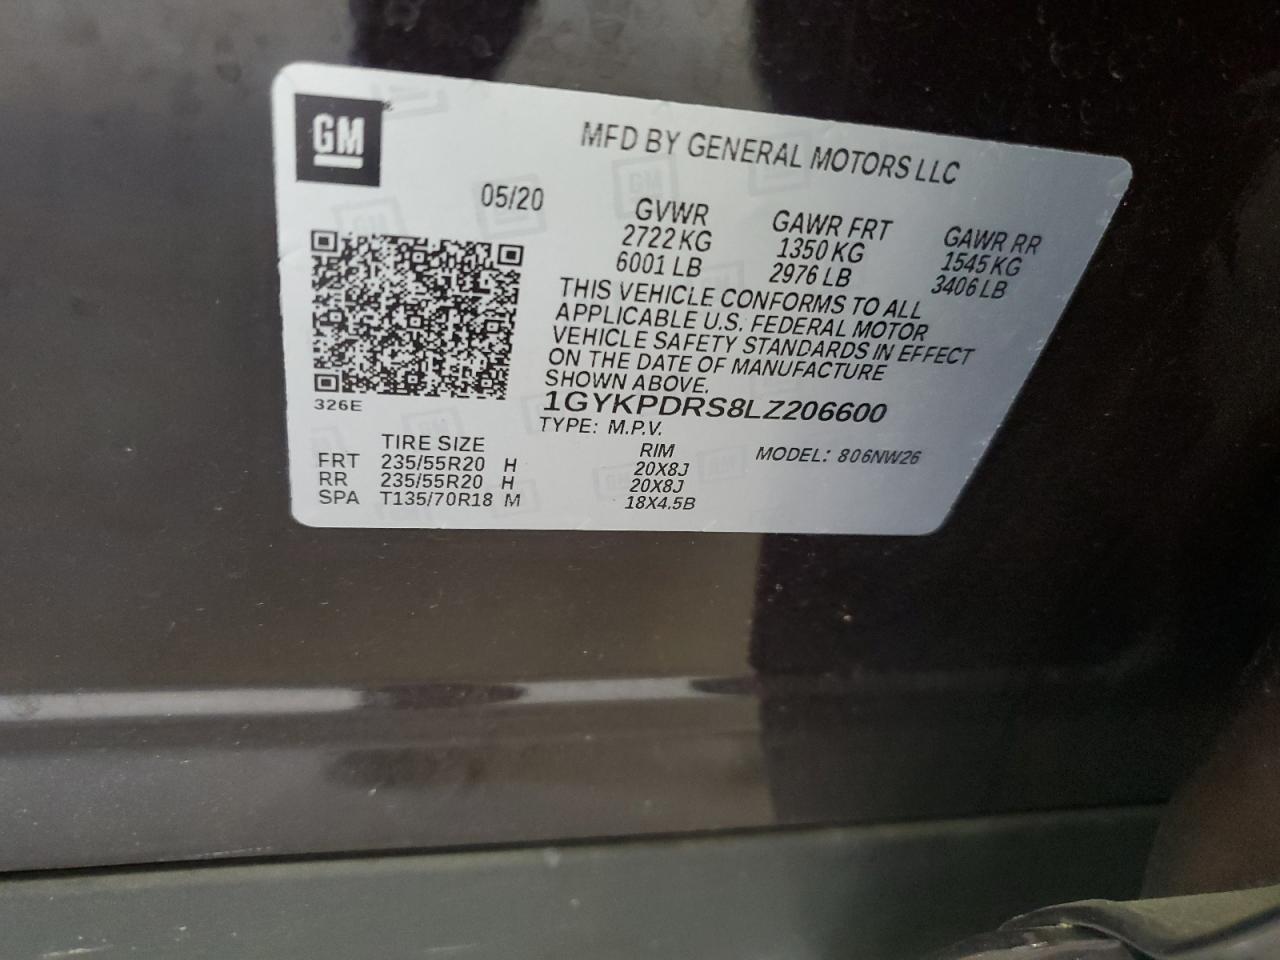 GM
MFD BY GENERAL MOTORS LLC
05/20
GVWR GAWR FRT GAWR RR
2722 KG 1350 KG 1545 KG
6001 LB 2976 LB 3406 LB
THIS VEHICLE CONFORMS TO ALL
APPLICABLE U.S. FEDERAL MOTOR
VEHICLE SAFETY STANDARDS IN EFFECT
ON THE DATE OF MANUFACTURE
SHOWN ABOVE.
326E
1GYKPDRS8LZ206600
TYPE: M.P.V.
TIRE SIZE RIM MODEL: 806NW26
FRT 235/55R20 H 20X8J
RR 235/55R20 H 20X8J
SPA T135/70R18 M 18X4.5B